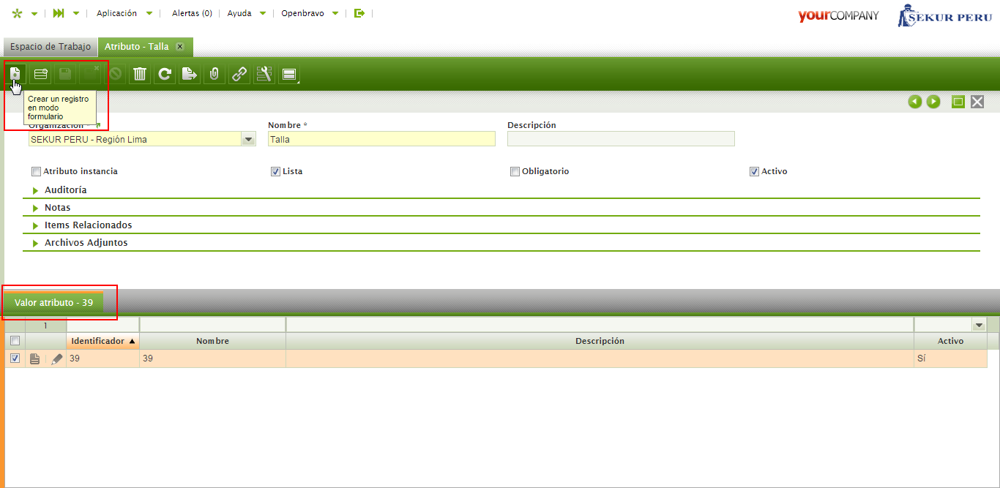 Aplicación
Alertas (0)
Ayuda
Openbravo
yourCOMPANY
SEKUR PERU
Espacio de Trabajo
Atributo - Talla
Crear un registro
en modo
formulario
Organización *
Nombre *
Descripción
SEKUR PERU - Región Lima
Talla
Atributo instancia
Lista
Obligatorio
Activo
Auditoría
Notas
Items Relacionados
Archivos Adjuntos
Valor atributo - 39
1
Identificador
Nombre
Descripción
Activo
39
39
Sí